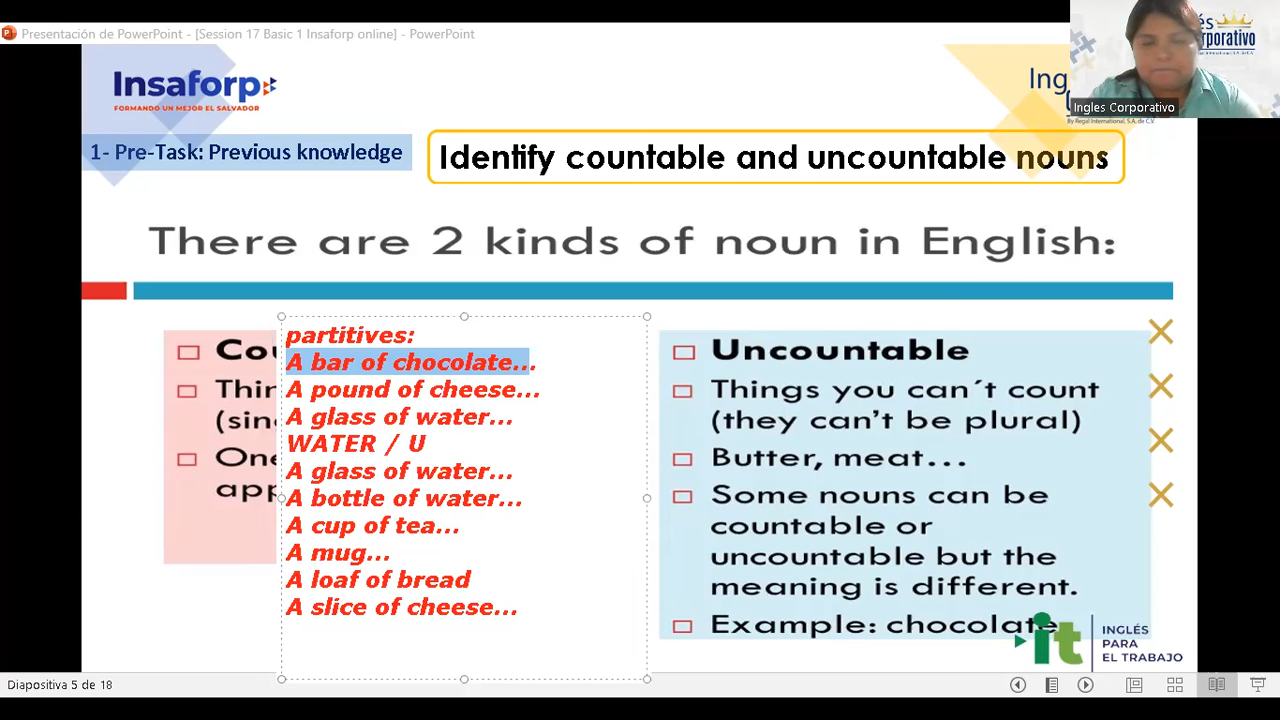 Presentación de PowerPoint - [Session 17 Basic 1 Insaforp online] - PowerPoint
Insaforp
FORMANDO UN MEJOR EL SALVADOR
Ingles Corporativo
1- Pre-Task: Previous knowledge
Identify countable and uncountable nouns
There are 2 kinds of noun in English:
partitives:
A bar of chocolate...
A pound of cheese...
A glass of water...
WATER / U
A glass of water...
A bottle of water...
A cup of tea...
A mug...
A loaf of bread
A slice of cheese...
Uncountable
Things you can´t count
(they can't be plural)
Butter, meat...
Some nouns can be
countable or
uncountable but the
meaning is different.
Example: chocolate
it
INGLÉS
PARA
EL TRABAJO
Diapositiva 5 de 18